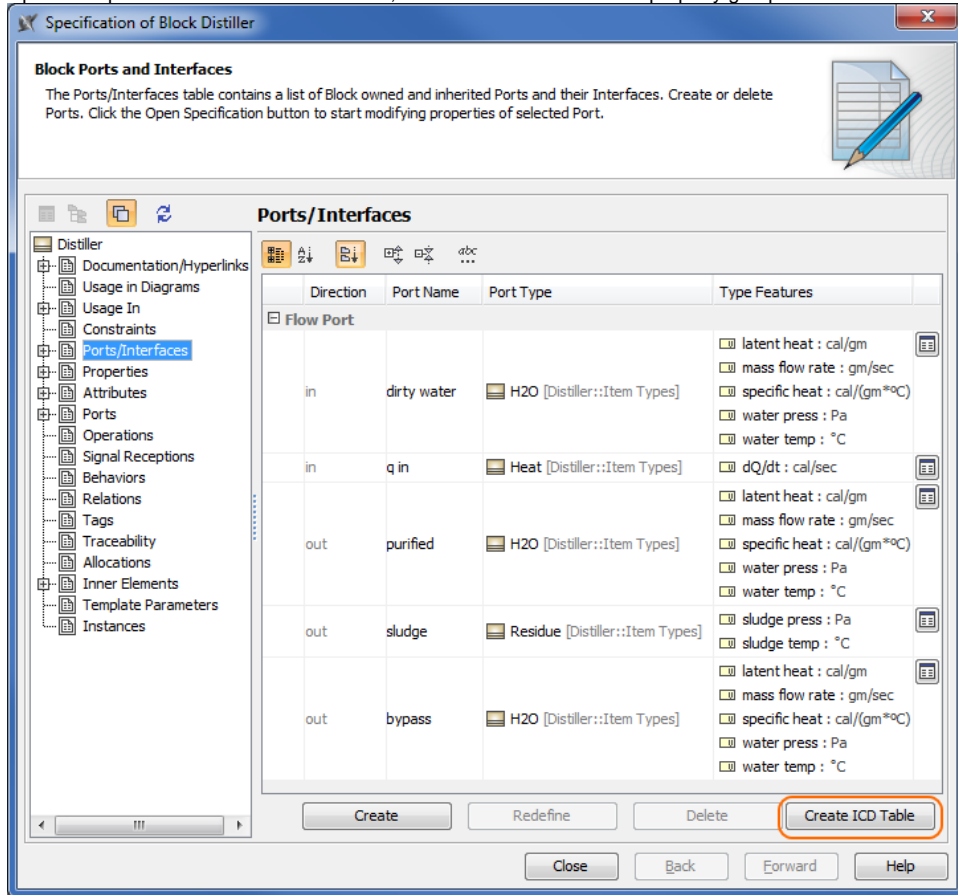 Specification of Block Distiller
Block Ports and Interfaces
The Ports/Interfaces table contains a list of Block owned and inherited Ports and their Interfaces. Create or delete
Ports. Click the Open Specification button to start modifying properties of selected Port.
Ports/Interfaces
Distiller
Documentation/Hyperlinks
Usage in Diagrams
Usage In
Constraints
Ports/Interfaces
Properties
Attributes
Ports
Operations
Signal Receptions
Behaviors
Relations
Tags
Traceability
Allocations
Inner Elements
Template Parameters
Instances
Direction Port Name Port Type Type Features
Flow Port
in dirty water H2O [Distiller::Item Types]
latent heat : cal/gm
mass flow rate : gm/sec
specific heat : cal/(gm*ºC)
water press : Pa
water temp : °C
in q in Heat [Distiller::Item Types] dQ/dt : cal/sec
out purified H2O [Distiller::Item Types]
latent heat : cal/gm
mass flow rate : gm/sec
specific heat : cal/(gm*ºC)
water press : Pa
water temp : °C
out sludge Residue [Distiller::Item Types]
sludge press : Pa
sludge temp : °C
out bypass H2O [Distiller::Item Types]
latent heat : cal/gm
mass flow rate : gm/sec
specific heat : cal/(gm*ºC)
water press : Pa
water temp : °C
Create Redefine Delete Create ICD Table
Close Back Forward Help